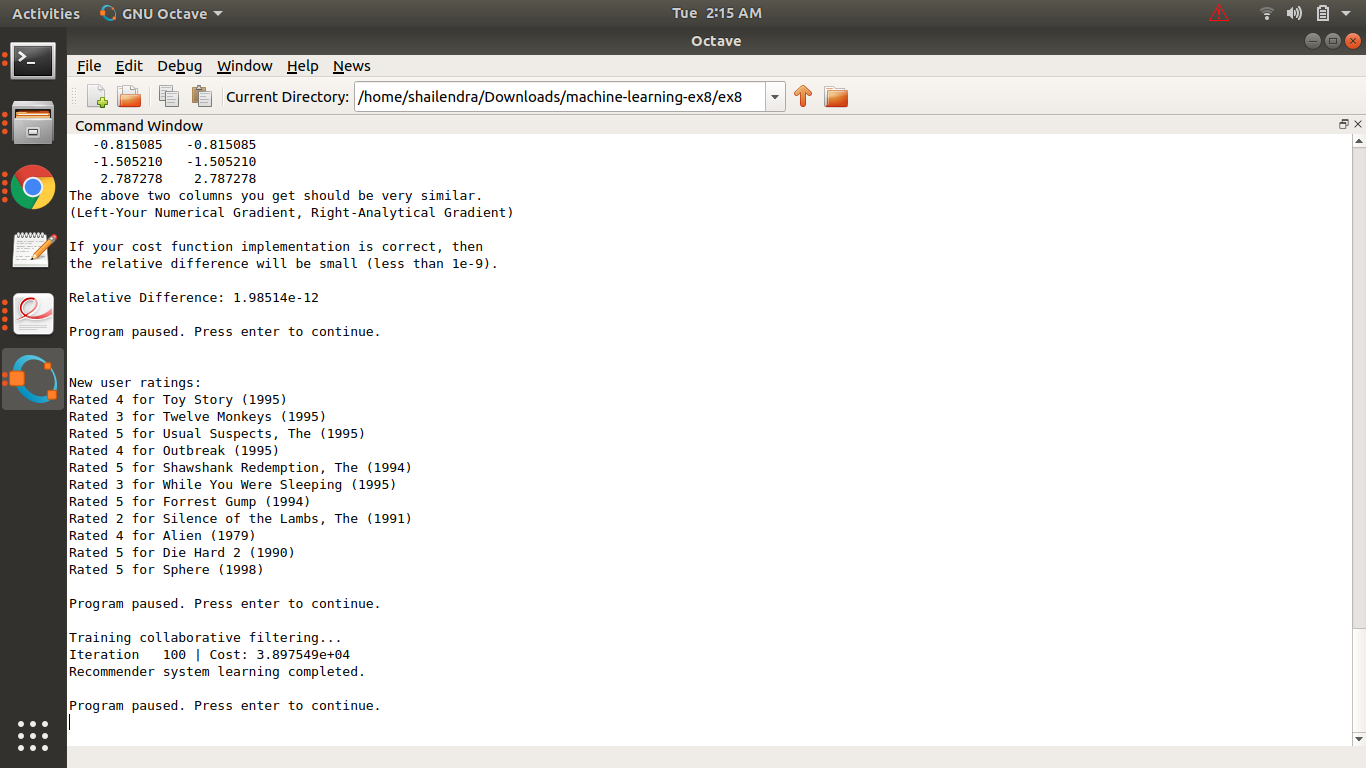 Activities GNU Octave Tue 2:15 AM
Octave
File Edit Debug Window Help News
Current Directory: /home/shailendra/Downloads/machine-learning-ex8/ex8
Command Window
-0.815085 -0.815085
-1.505210 -1.505210
2.787278 2.787278
The above two columns you get should be very similar.
(Left-Your Numerical Gradient, Right-Analytical Gradient)
If your cost function implementation is correct, then
the relative difference will be small (less than 1e-9).
Relative Difference: 1.98514e-12
Program paused. Press enter to continue.
New user ratings:
Rated 4 for Toy Story (1995)
Rated 3 for Twelve Monkeys (1995)
Rated 5 for Usual Suspects, The (1995)
Rated 4 for Outbreak (1995)
Rated 5 for Shawshank Redemption, The (1994)
Rated 3 for While You Were Sleeping (1995)
Rated 5 for Forrest Gump (1994)
Rated 2 for Silence of the Lambs, The (1991)
Rated 4 for Alien (1979)
Rated 5 for Die Hard 2 (1990)
Rated 5 for Sphere (1998)
Program paused. Press enter to continue.
Training collaborative filtering...
Iteration 100 | Cost: 3.897549e+04
Recommender system learning completed.
Program paused. Press enter to continue.